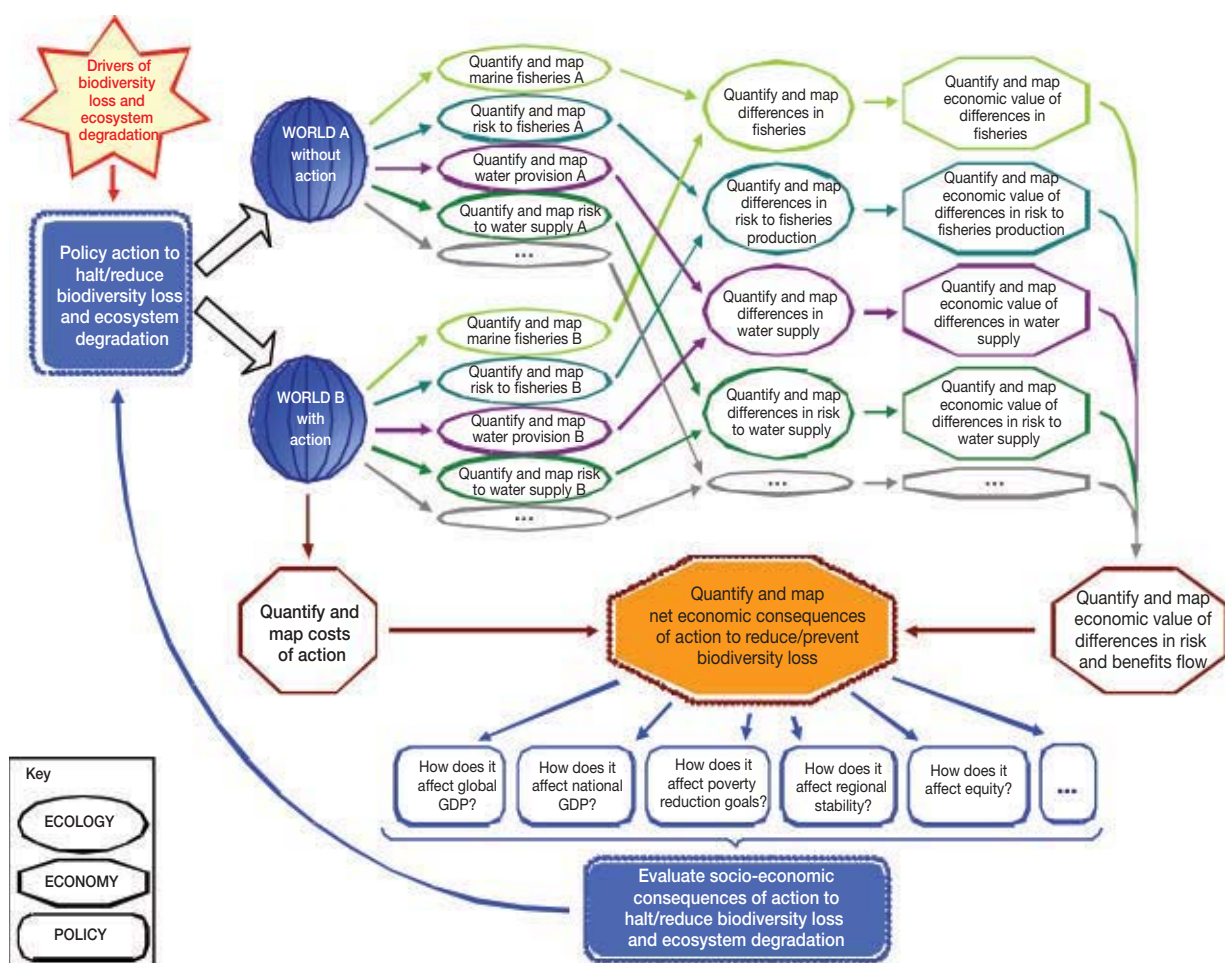 Drivers of
biodiversity
loss and
ecosystem
degradation
Policy action to
halt/reduce
biodiversity loss
and ecosystem
degradation
WORLD A
without
action
WORLD B
with
action
Quantify and map
marine fisheries A
Quantify and map
risk to fisheries A
Quantify and map
water provision A
Quantify and map risk
to water supply A
...
Quantify and map
marine fisheries B
Quantify and map
risk to fisheries B
Quantify and map
water provision B
Quantify and map risk
to water supply B
...
Quantify and map
differences in
fisheries
Quantify and map
differences in
risk to fisheries
production
Quantify and map
differences in
water supply
Quantify and map
differences in risk
to water supply
...
Quantify and map
economic value of
differences in
fisheries
Quantify and map
economic value of
differences in risk to
fisheries production
Quantify and map
economic value of
differences in water
supply
Quantify and map
economic value of
differences in risk
to water supply
...
Quantify and
map costs
of action
Quantify and map
net economic consequences
of action to reduce/prevent
biodiversity loss
Quantify and map
economic value of
differences in risk
and benefits flow
How does it
affect global
GDP?
How does it
affect national
GDP?
How does it
affect poverty
reduction goals?
How does it
affect regional
stability?
How does it
affect equity?
...
Evaluate socio-economic
consequences of action to
halt/reduce biodiversity loss
and ecosystem degradation
Key
ECOLOGY
ECONOMY
POLICY